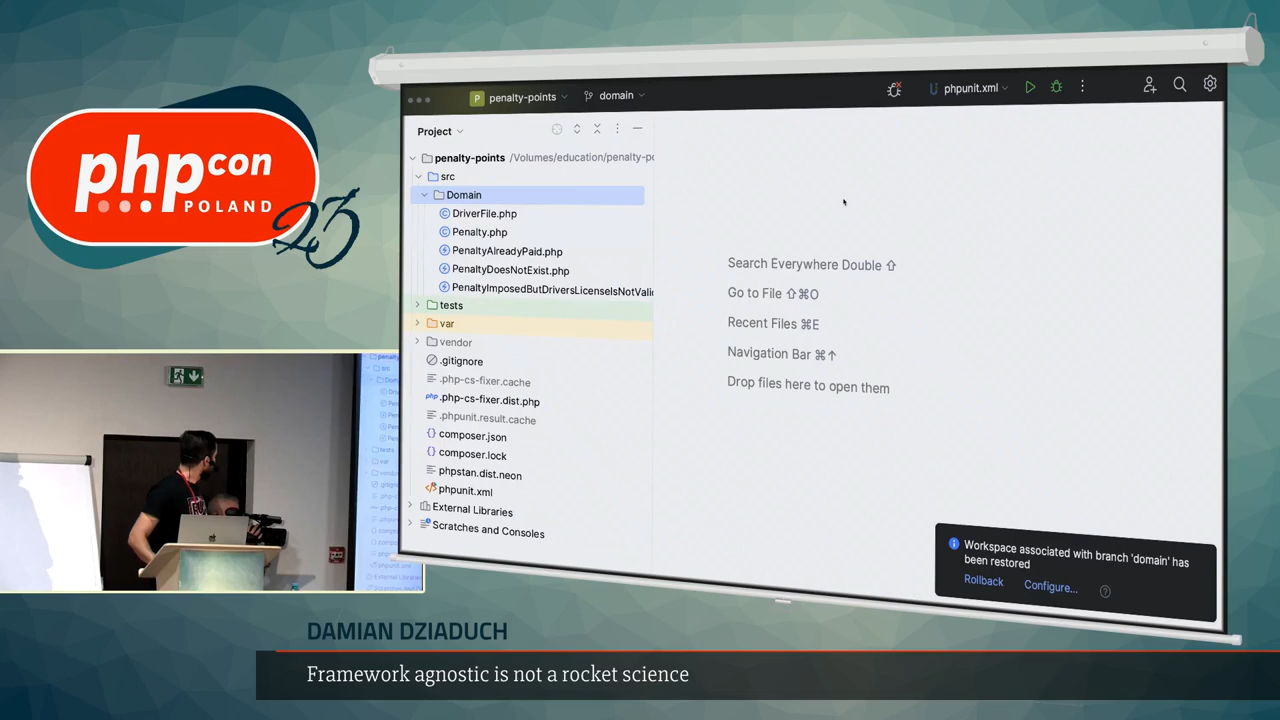 phpcon
POLAND
23
penalty-points
domain
phpunit.xml
Project
penalty-points /Volumes/education/penalty-po
src
Domain
DriverFile.php
Penalty.php
PenaltyAlreadyPaid.php
PenaltyDoesNotExist.php
PenaltyImposedButDriversLicenseIsNotValid
tests
var
vendor
.gitignore
.php-cs-fixer.cache
.php-cs-fixer.dist.php
.phpunit.result.cache
composer.json
composer.lock
phpstan.dist.neon
phpunit.xml
External Libraries
Scratches and Consoles
Search Everywhere Double ⇧
Go to File ⇧⌘O
Recent Files ⌘E
Navigation Bar ⌘↑
Drop files here to open them
Workspace associated with branch 'domain' has
been restored
Rollback Configure...
DAMIAN DZIADUCH
Framework agnostic is not a rocket science